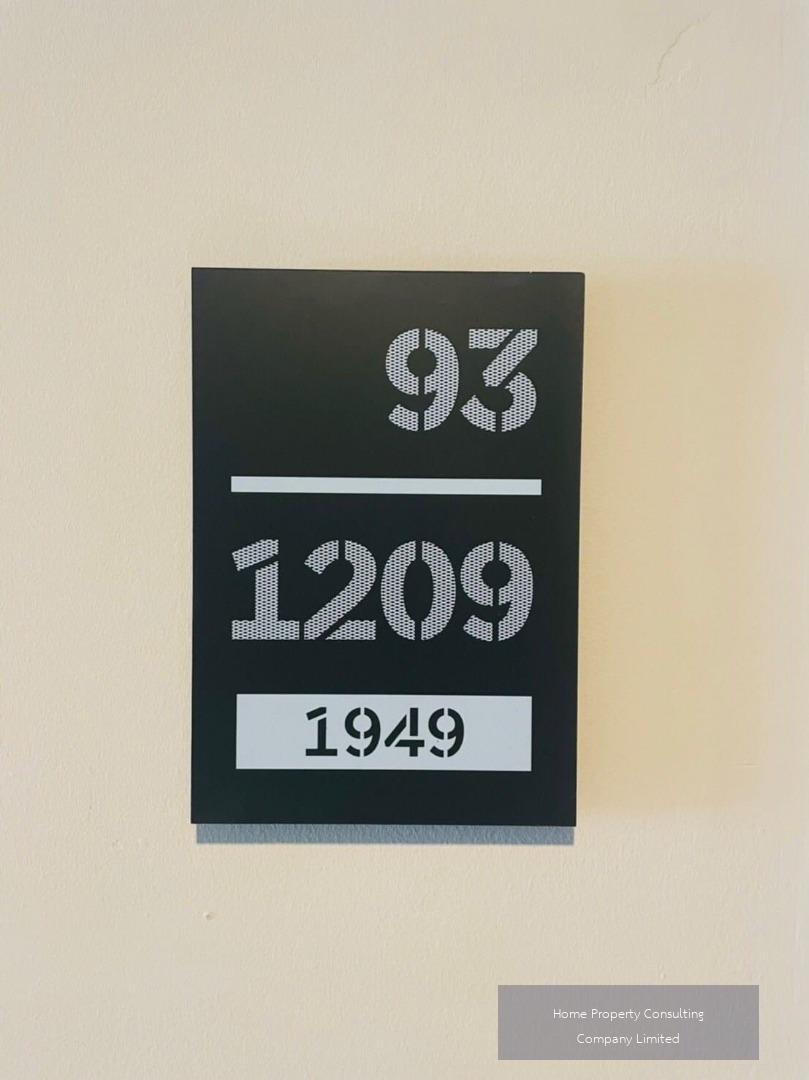 93
1209
1949
Home Property Consulting
Company Limited